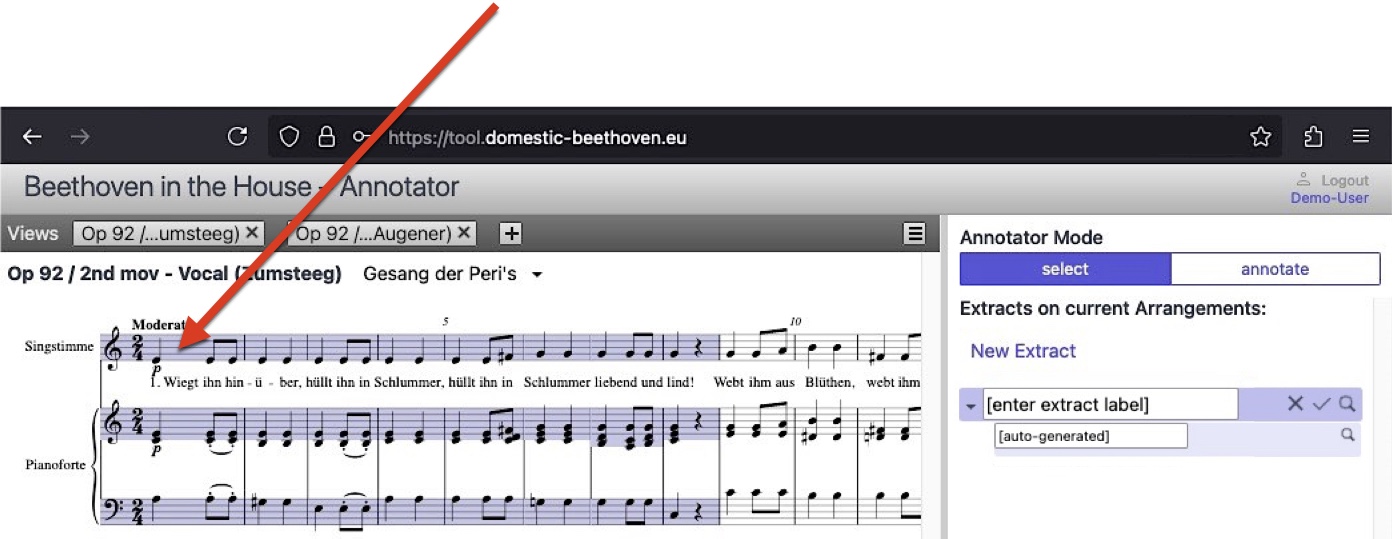 https://tool.domestic-beethoven.eu
Beethoven in the House - Annotator
Logout
Demo-User
Views
Op 92 /...umsteeg) ✕
Op 92 /...Augener) ✕
+
Op 92 / 2nd mov - Vocal (Zumsteeg)
Gesang der Peri's
Moderat
5
10
Singstimme
p
1. Wiegt ihn hin - ü - ber, hüllt ihn in Schlummer, hüllt ihn in Schlummer liebend und lind! Webt ihm aus Blüthen, webt ihm
Pianoforte
p
Annotator Mode
select
annotate
Extracts on current Arrangements:
New Extract
[enter extract label]
[auto-generated]